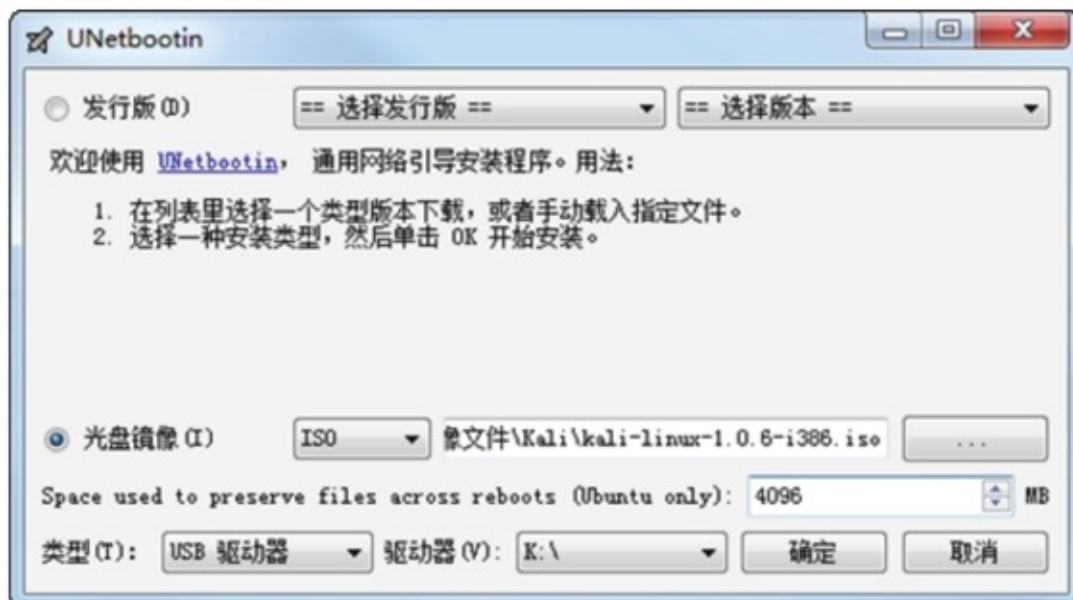 UNetbootin
发行版(D) == 选择发行版 == == 选择版本 ==
欢迎使用 UNetbootin， 通用网络引导安装程序。用法：
1. 在列表里选择一个类型版本下载，或者手动载入指定文件。
2. 选择一种安装类型，然后单击 OK 开始安装。
光盘镜像(I) ISO 像文件\Kali\kali-linux-1.0.6-i386.iso ...
Space used to preserve files across reboots (Ubuntu only): 4096 MB
类型(T): USB 驱动器 驱动器(V): K:\ 确定 取消